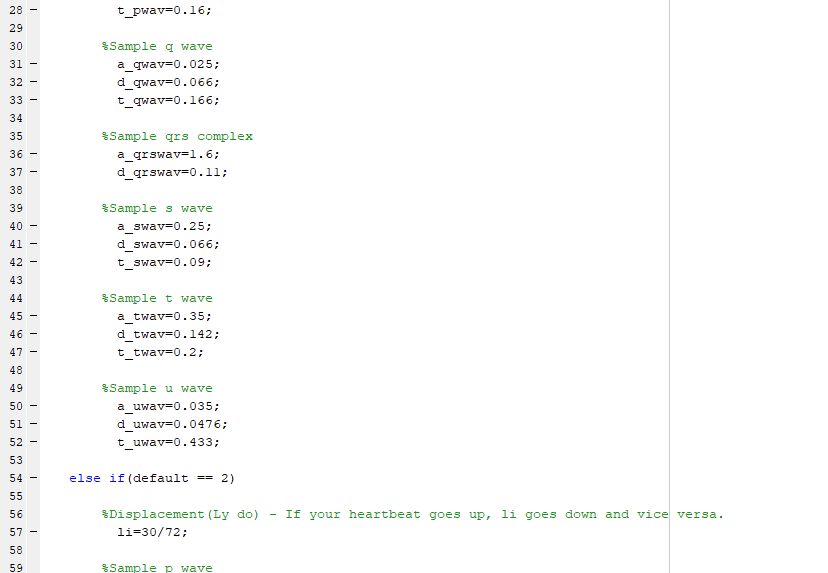 28 – t_pwav=0.16;
29
30 %Sample q wave
31 – a_qwav=0.025;
32 – d_qwav=0.066;
33 – t_qwav=0.166;
34
35 %Sample qrs complex
36 – a_qrswav=1.6;
37 – d_qrswav=0.11;
38
39 %Sample s wave
40 – a_swav=0.25;
41 – d_swav=0.066;
42 – t_swav=0.09;
43
44 %Sample t wave
45 – a_twav=0.35;
46 – d_twav=0.142;
47 – t_twav=0.2;
48
49 %Sample u wave
50 – a_uwav=0.035;
51 – d_uwav=0.0476;
52 – t_uwav=0.433;
53
54 – else if(default == 2)
55
56 %Displacement(Ly do) - If your heartbeat goes up, li goes down and vice versa.
57 – li=30/72;
58
59 %Sample p wave